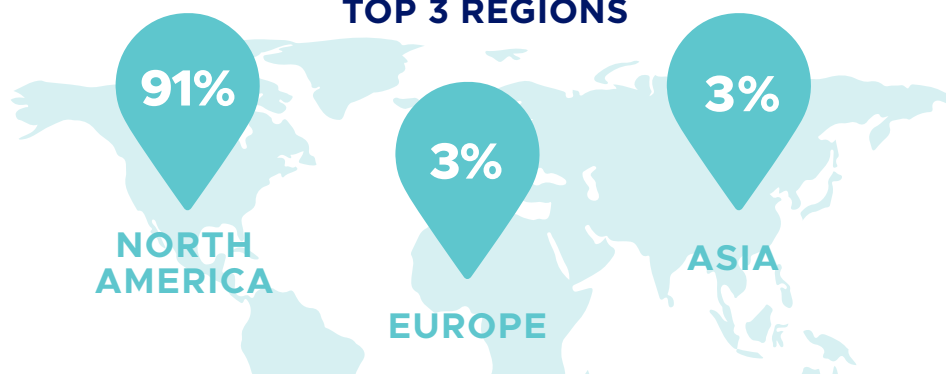 TOP 3 REGIONS
91%
NORTH
AMERICA
3%
EUROPE
3%
ASIA